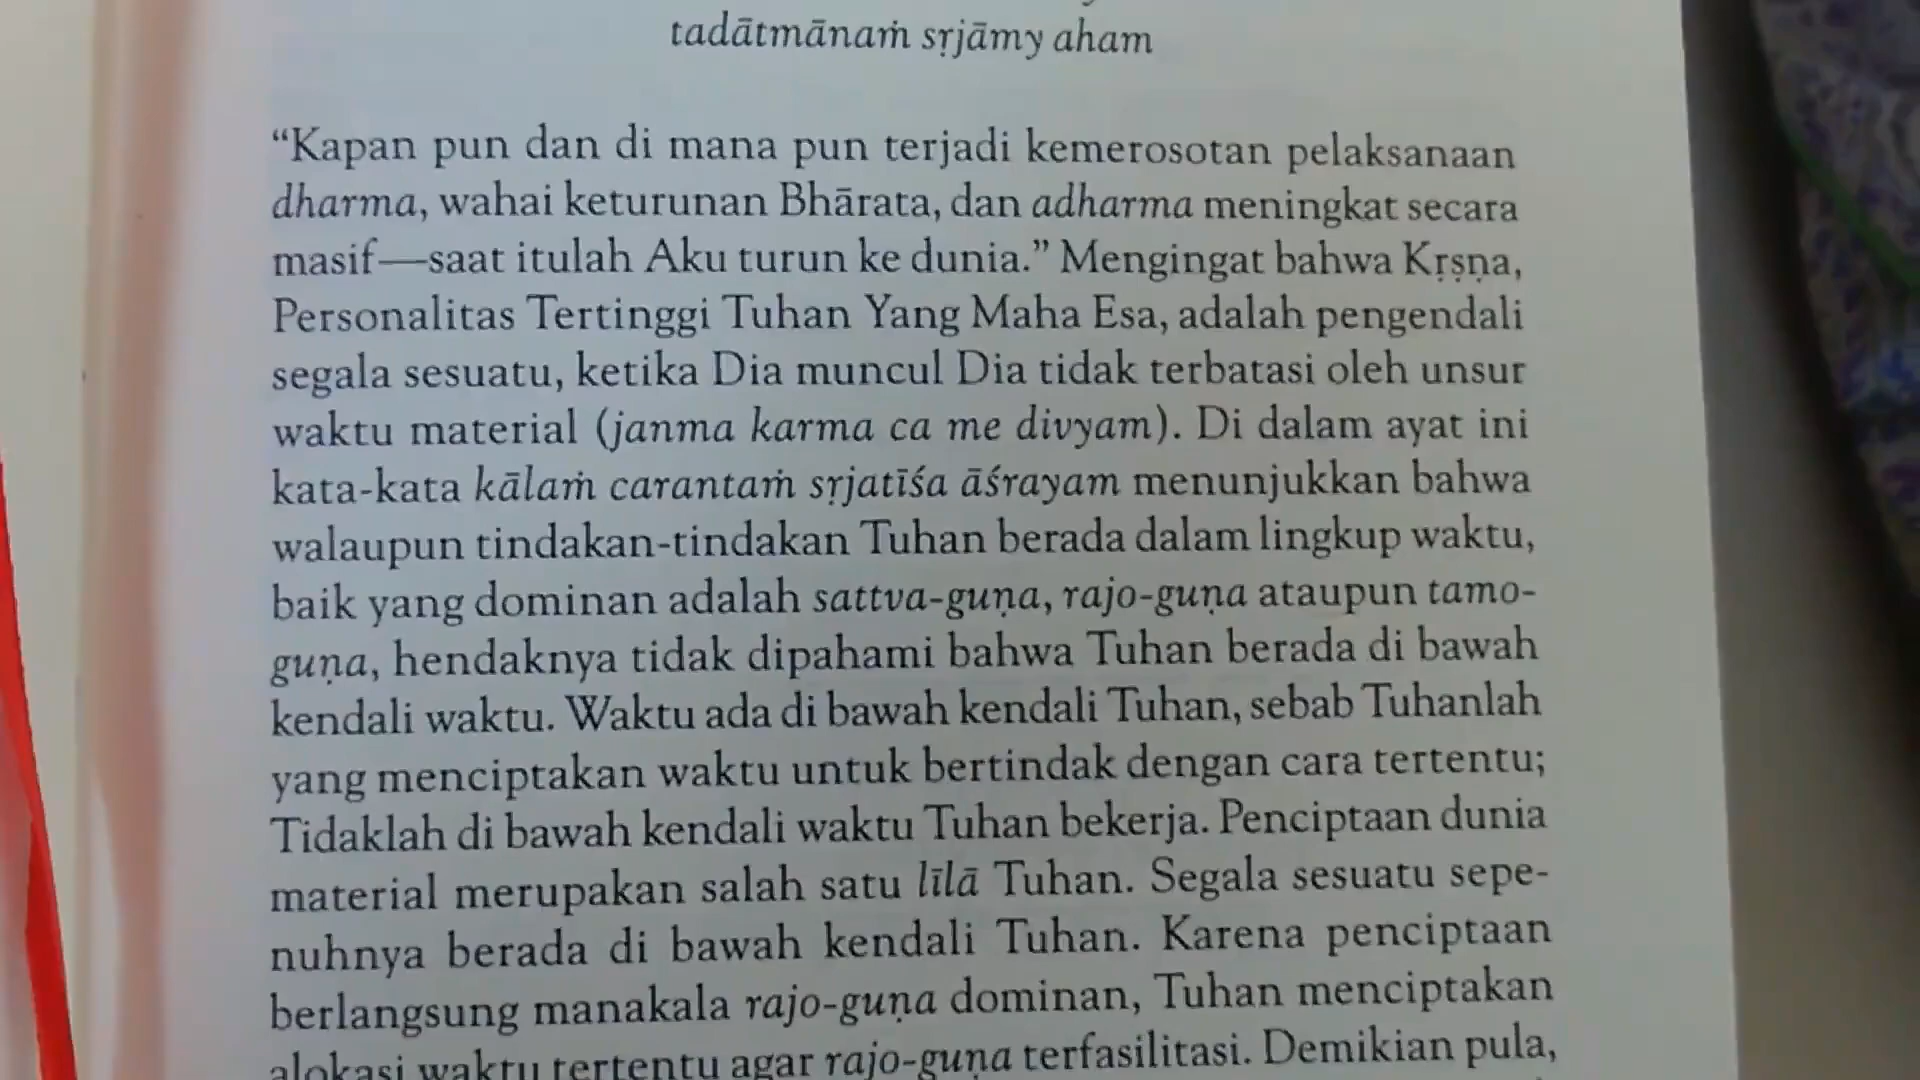 tadātmānaṁ sṛjāmy aham
“Kapan pun dan di mana pun terjadi kemerosotan pelaksanaan
dharma, wahai keturunan Bhārata, dan adharma meningkat secara
masif—saat itulah Aku turun ke dunia.” Mengingat bahwa Kṛṣṇa,
Personalitas Tertinggi Tuhan Yang Maha Esa, adalah pengendali
segala sesuatu, ketika Dia muncul Dia tidak terbatasi oleh unsur
waktu material (janma karma ca me divyam). Di dalam ayat ini
kata-kata kālaṁ carantaṁ sṛjatīśa āśrayam menunjukkan bahwa
walaupun tindakan-tindakan Tuhan berada dalam lingkup waktu,
baik yang dominan adalah sattva-guṇa, rajo-guṇa ataupun tamo-
guṇa, hendaknya tidak dipahami bahwa Tuhan berada di bawah
kendali waktu. Waktu ada di bawah kendali Tuhan, sebab Tuhanlah
yang menciptakan waktu untuk bertindak dengan cara tertentu;
Tidaklah di bawah kendali waktu Tuhan bekerja. Penciptaan dunia
material merupakan salah satu līlā Tuhan. Segala sesuatu sepe-
nuhnya berada di bawah kendali Tuhan. Karena penciptaan
berlangsung manakala rajo-guṇa dominan, Tuhan menciptakan
alokasi waktu tertentu agar rajo-guṇa terfasilitasi. Demikian pula,